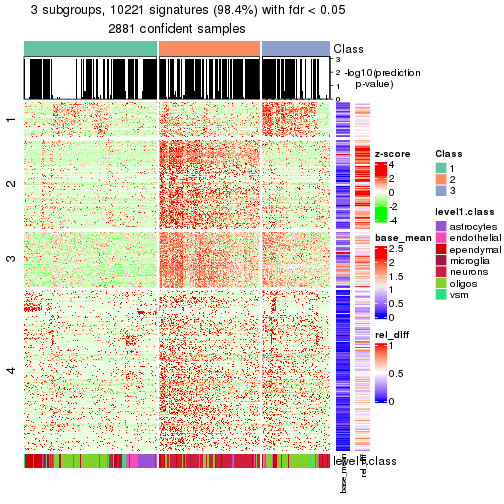 3 subgroups, 10221 signatures (98.4%) with fdr < 0.05
2881 confident samples
Class
3
2
1
0
-log10(prediction
p-value)
1
2
3
4
z-score
4
2
0
-2
-4
base_mean
2.5
2
1.5
1
0.5
0
rel_diff
1
0.5
0
Class
1
2
3
level1.class
astrocytes
endothelial
ependymal
microglia
neurons
oligos
vsm
level1.class
base_mean
rel_diff